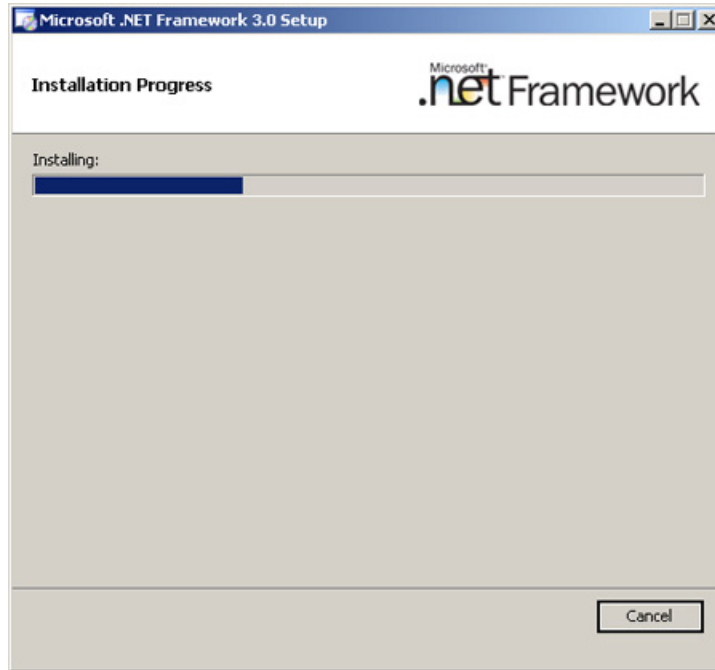 Microsoft .NET Framework 3.0 Setup
Installation Progress
Microsoft
.net Framework
Installing:
Cancel